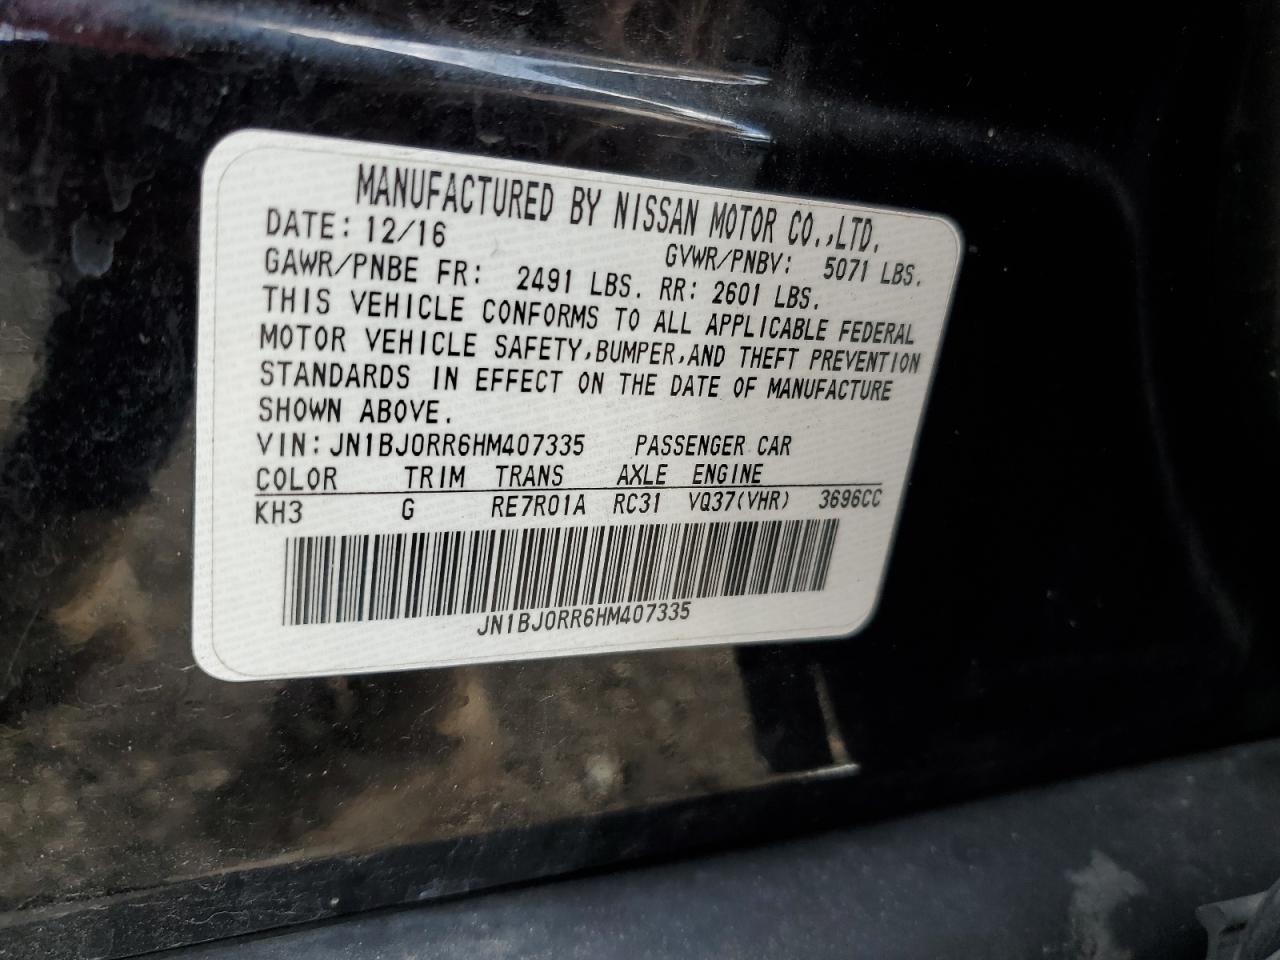 MANUFACTURED BY NISSAN MOTOR CO.,LTD.
DATE: 12/16 GVWR/PNBV: 5071 LBS.
GAWR/PNBE FR: 2491 LBS. RR: 2601 LBS.
THIS VEHICLE CONFORMS TO ALL APPLICABLE FEDERAL
MOTOR VEHICLE SAFETY,BUMPER,AND THEFT PREVENTION
STANDARDS IN EFFECT ON THE DATE OF MANUFACTURE
SHOWN ABOVE.
VIN:JN1BJ0RR6HM407335 PASSENGER CAR
COLOR TRIM TRANS AXLE ENGINE
KH3 G RE7R01A RC31 VQ37(VHR) 3696CC
JN1BJ0RR6HM407335